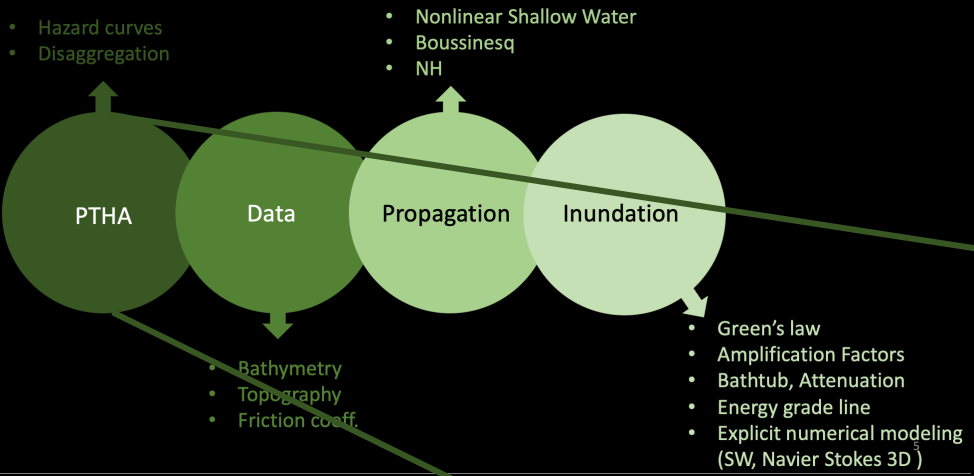 • Hazard curves
• Disaggregation
• Nonlinear Shallow Water
• Boussinesq
• NH
PTHA
Data
Propagation
Inundation
• Bathymetry
• Topography
• Friction coeff.
• Green’s law
• Amplification Factors
• Bathtub, Attenuation
• Energy grade line
• Explicit numerical modeling
(SW, Navier Stokes 3D )
5